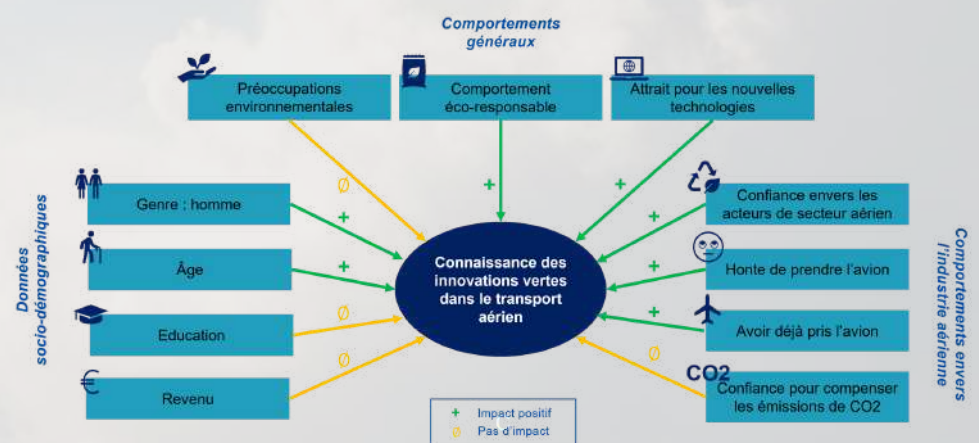 Comportements
généraux
Préoccupations
environnementales
Comportement
éco-responsable
Attrait pour les nouvelles
technologies
Données
socio-démographiques
Genre : homme
Âge
Education
Revenu
€
Ø
+
+
+
+
Ø
Ø
Connaissance des
innovations vertes
dans le transport
aérien
+
+
+
Ø
Confiance envers les
acteurs de secteur aérien
Honte de prendre l'avion
Avoir déjà pris l'avion
CO2
Confiance pour compenser
les émissions de CO2
Comportements envers
l'industrie aérienne
+ Impact positif
Ø Pas d'impact